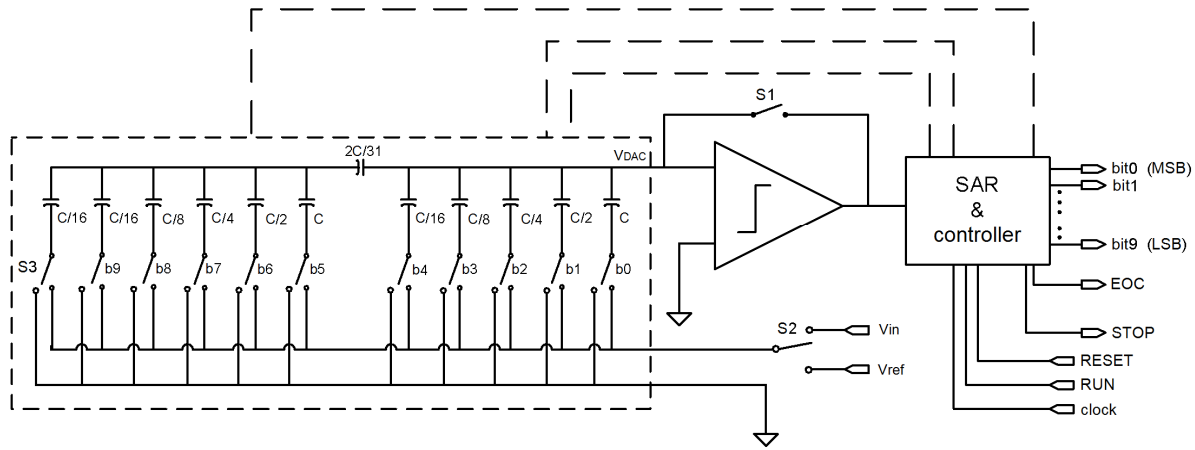 S1
2C/31
VDAC
C/16
C/16
C/8
C/4
C/2
C
C/16
C/8
C/4
C/2
C
S3
b9
b8
b7
b6
b5
b4
b3
b2
b1
b0
S2
Vin
Vref
SAR
&
controller
bit0 (MSB)
bit1
bit9 (LSB)
EOC
STOP
RESET
RUN
clock